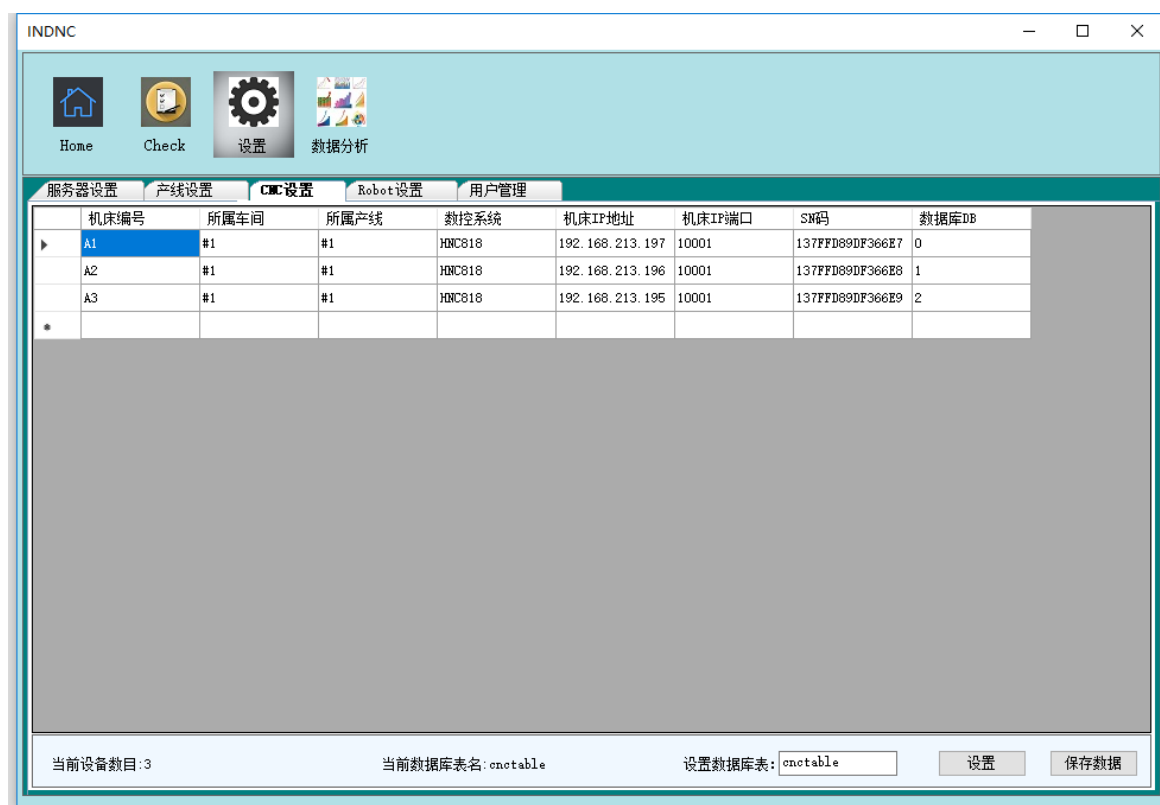 INDNC
Home Check 设置 数据分析
服务器设置 产线设置 CNC设置 Robot设置 用户管理
机床编号 所属车间 所属产线 数控系统 机床IP地址 机床IP端口 SN码 数据库DB
A1 #1 #1 HNC818 192.168.213.197 10001 137FFD89DF366E7 0
A2 #1 #1 HNC818 192.168.213.196 10001 137FFD89DF366E8 1
A3 #1 #1 HNC818 192.168.213.195 10001 137FFD89DF366E9 2
当前设备数目:3 当前数据库表名:cnctable 设置数据库表: cnctable 设置 保存数据